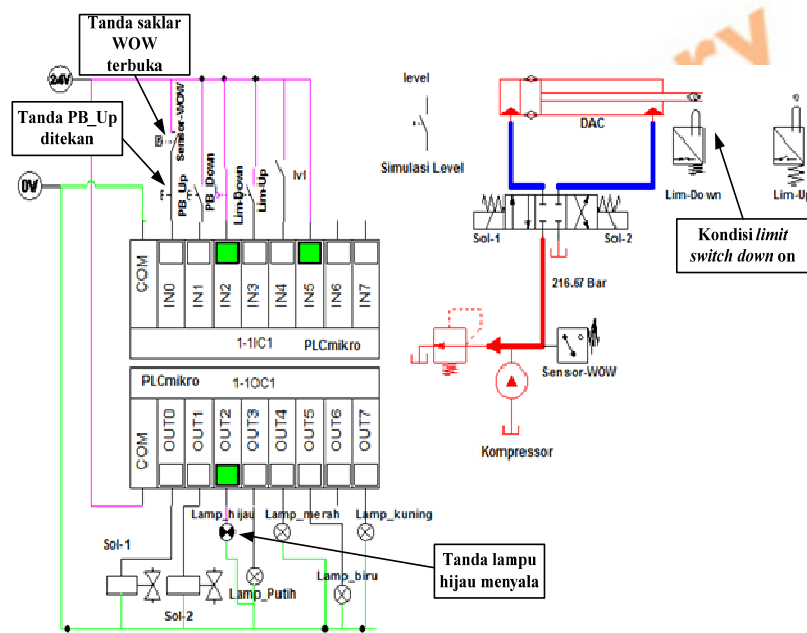 Tanda saklar
WOW
terbuka
24V
Tanda PB_Up
ditekan
0V
Sensor-WOW
PB_Up
PB_Down
Lim-Down
Lim-Up
lvl
level
Simulasi Level
DAC
Lim-Down
Lim-Up
Kondisi limit
switch down on
Sol-1
Sol-2
216.67 Bar
Sensor-WOW
Kompressor
COM
IN0
IN1
IN2
IN3
IN4
IN5
IN6
IN7
1-1IC1
PLCmikro
PLCmikro
1-1OC1
COM
OUT0
OUT1
OUT2
OUT3
OUT4
OUT5
OUT6
OUT7
Lamp_hijau
Lamp_merah
Lamp_kuning
Sol-1
Sol-2
Lamp_Putih
Lamp_biru
Tanda lampu
hijau menyala